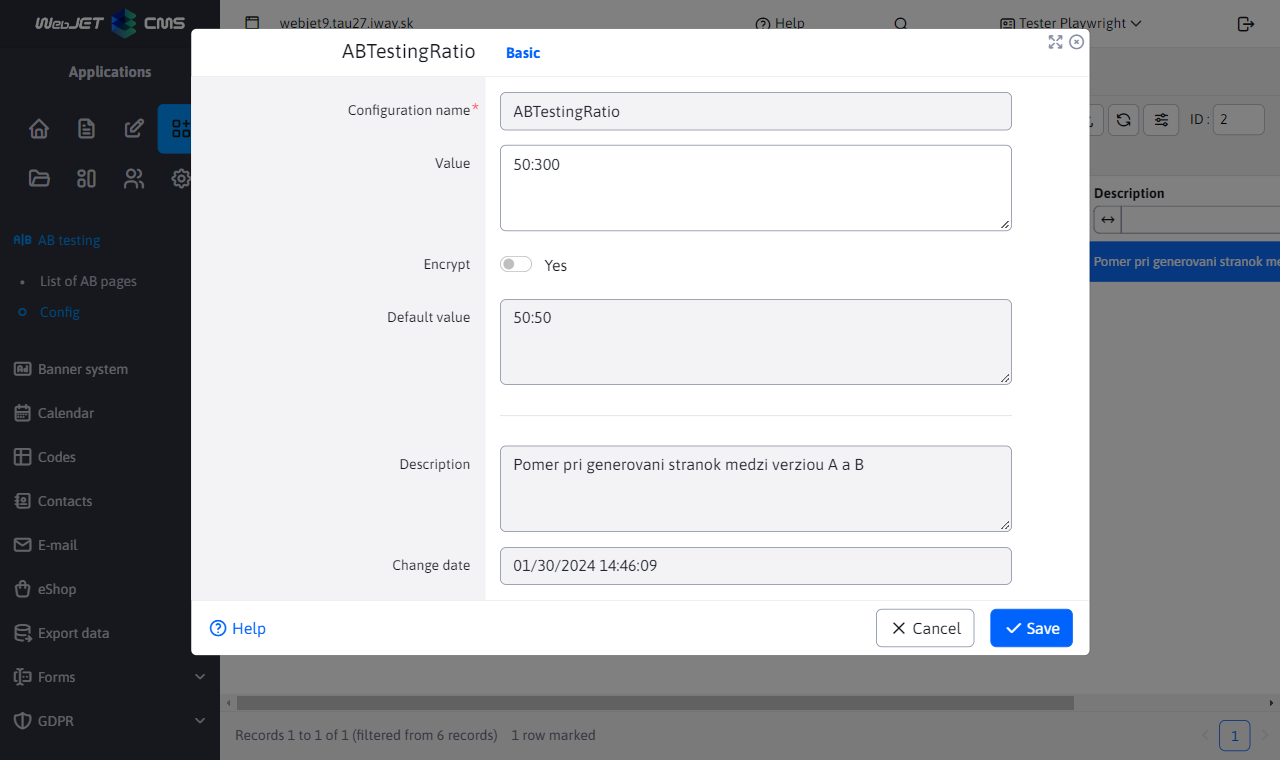 WebJET CMS
webjet9.tau27.iway.sk
Help
Tester Playwright
Applications
ID :
2
AB testing
List of AB pages
Config
Banner system
Calendar
Codes
Contacts
E-mail
eShop
Export data
Forms
GDPR
ABTestingRatio
Basic
Configuration name*
ABTestingRatio
Value
50:300
Encrypt
Yes
Default value
50:50
Description
Pomer pri generovani stranok medzi verziou A a B
Change date
01/30/2024 14:46:09
Help
Cancel
Save
Description
Pomer pri generovani stranok me
Records 1 to 1 of 1 (filtered from 6 records)
1 row marked
1